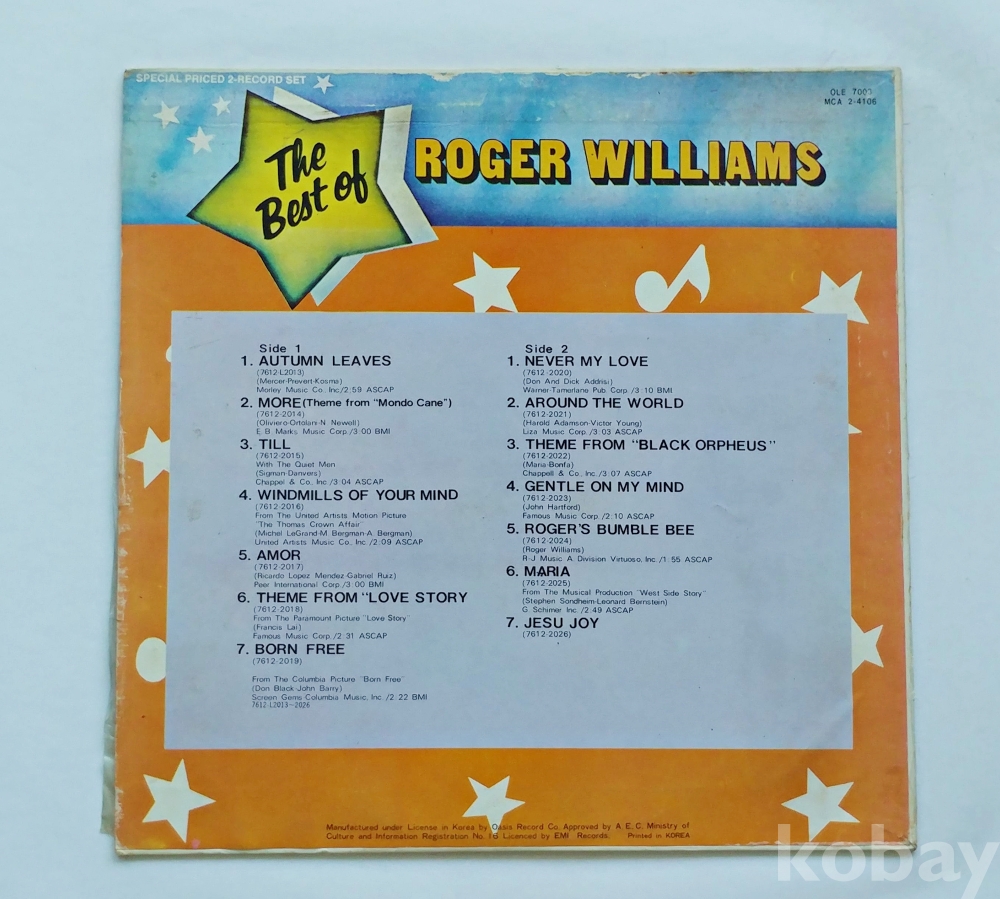 SPECIAL PRICED 2-RECORD SET
OLE 7003
MCA 2-4106
The
Best of
ROGER WILLIAMS
Side 1
1. AUTUMN LEAVES
(7612-L2013)
(Mercer-Prevert-Kosma)
Morley Music Co. Inc/2:59 ASCAP
2. MORE(Theme from "Mondo Cane")
(7612-2014)
(Oliviero-Ortolani-N. Newell)
E. B. Marks Music Corp./3:00 BMI
3. TILL
(7612-2015)
With The Quiet Men
(Sigman-Danvers)
Chappel & Co., Inc./3:04 ASCAP
4. WINDMILLS OF YOUR MIND
(7612-2016)
From The United Artists Motion Picture
"The Thomas Crown Affair"
(Michel LeGrand-M. Bergman-A. Bergman)
United Artists Music Co., Inc./2:09 ASCAP
5. AMOR
(7612-2017)
(Ricardo Lopez Mendez-Gabriel Ruiz)
Peer International Corp./3:00 BMI
6. THEME FROM "LOVE STORY
(7612-2018)
From The Paramount Picture "Love Story"
(Francis Lai)
Famous Music Corp./2:31 ASCAP
7. BORN FREE
(7612-2019)
From The Columbia Picture "Born Free"
(Don Black-John Barry)
Screen Gems-Columbia Music, Inc./2:22 BMI
7612-L2013~2026
Side 2
1. NEVER MY LOVE
(7612-2020)
(Don And Dick Addrisi)
Warner-Tamerlane Pub. Corp./3:10 BMI
2. AROUND THE WORLD
(7612-2021)
(Harold Adamson-Victor Young)
Liza Music Corp./3:03 ASCAP
3. THEME FROM "BLACK ORPHEUS"
(7612-2022)
(Maria-Bonfa)
Chappell & Co., Inc./3:07 ASCAP
4. GENTLE ON MY MIND
(7612-2023)
(John Hartford)
Famous Music Corp./2:10 ASCAP
5. ROGER'S BUMBLE BEE
(7612-2024)
(Roger Williams)
R-J Music A. Division Virtuoso, Inc./1:55 ASCAP
6. MARIA
(7612-2025)
From The Musical Production "West Side Story"
(Stephen Sondheim-Leonard Bernstein)
G. Schimer Inc./2:49 ASCAP
7. JESU JOY
(7612-2026)
Manufactured under License in Korea by Oasis Record Co. Approved by A.E.C. Ministry of
Culture and Information Registration No. Licenced by EMI Records. Printed in KOREA
kobay